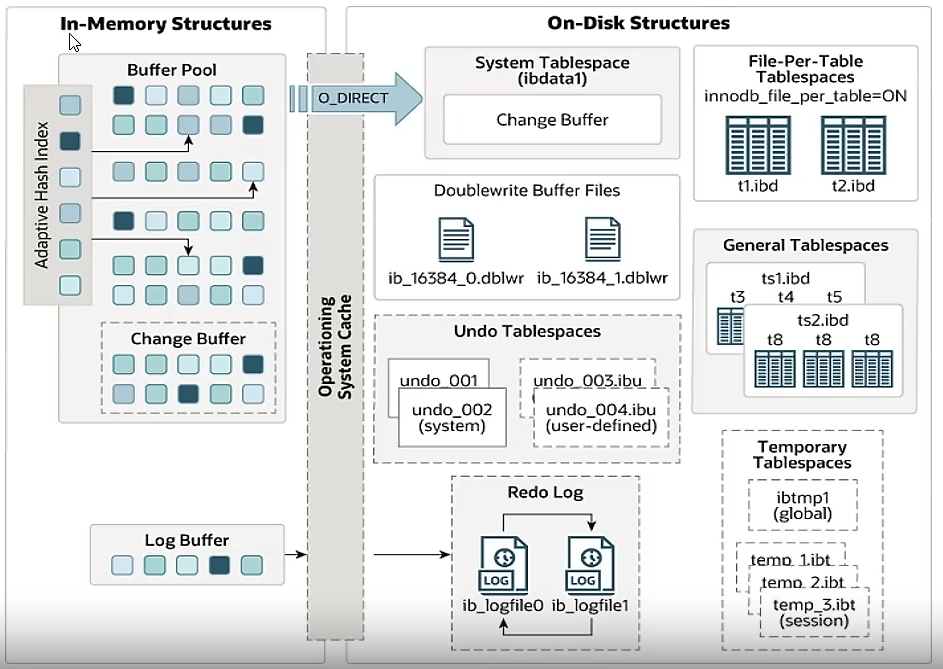 In-Memory Structures
Buffer Pool
Adaptive Hash Index
Change Buffer
Log Buffer
Operationing
System Cache
O_DIRECT
On-Disk Structures
System Tablespace
(ibdata1)
Change Buffer
Doublewrite Buffer Files
ib_16384_0.dblwr
ib_16384_1.dblwr
Undo Tablespaces
undo_001
undo_002
(system)
undo_003.ibu
undo_004.ibu
(user-defined)
Redo Log
LOG
LOG
ib_logfile0
ib_logfile1
File-Per-Table
Tablespaces
innodb_file_per_table=ON
t1.ibd
t2.ibd
General Tablespaces
ts1.ibd
t3 t4 t5
ts2.ibd
t8 t8 t8
Temporary
Tablespaces
ibtmp1
(global)
temp_1.ibt
temp_2.ibt
temp_3.ibt
(session)